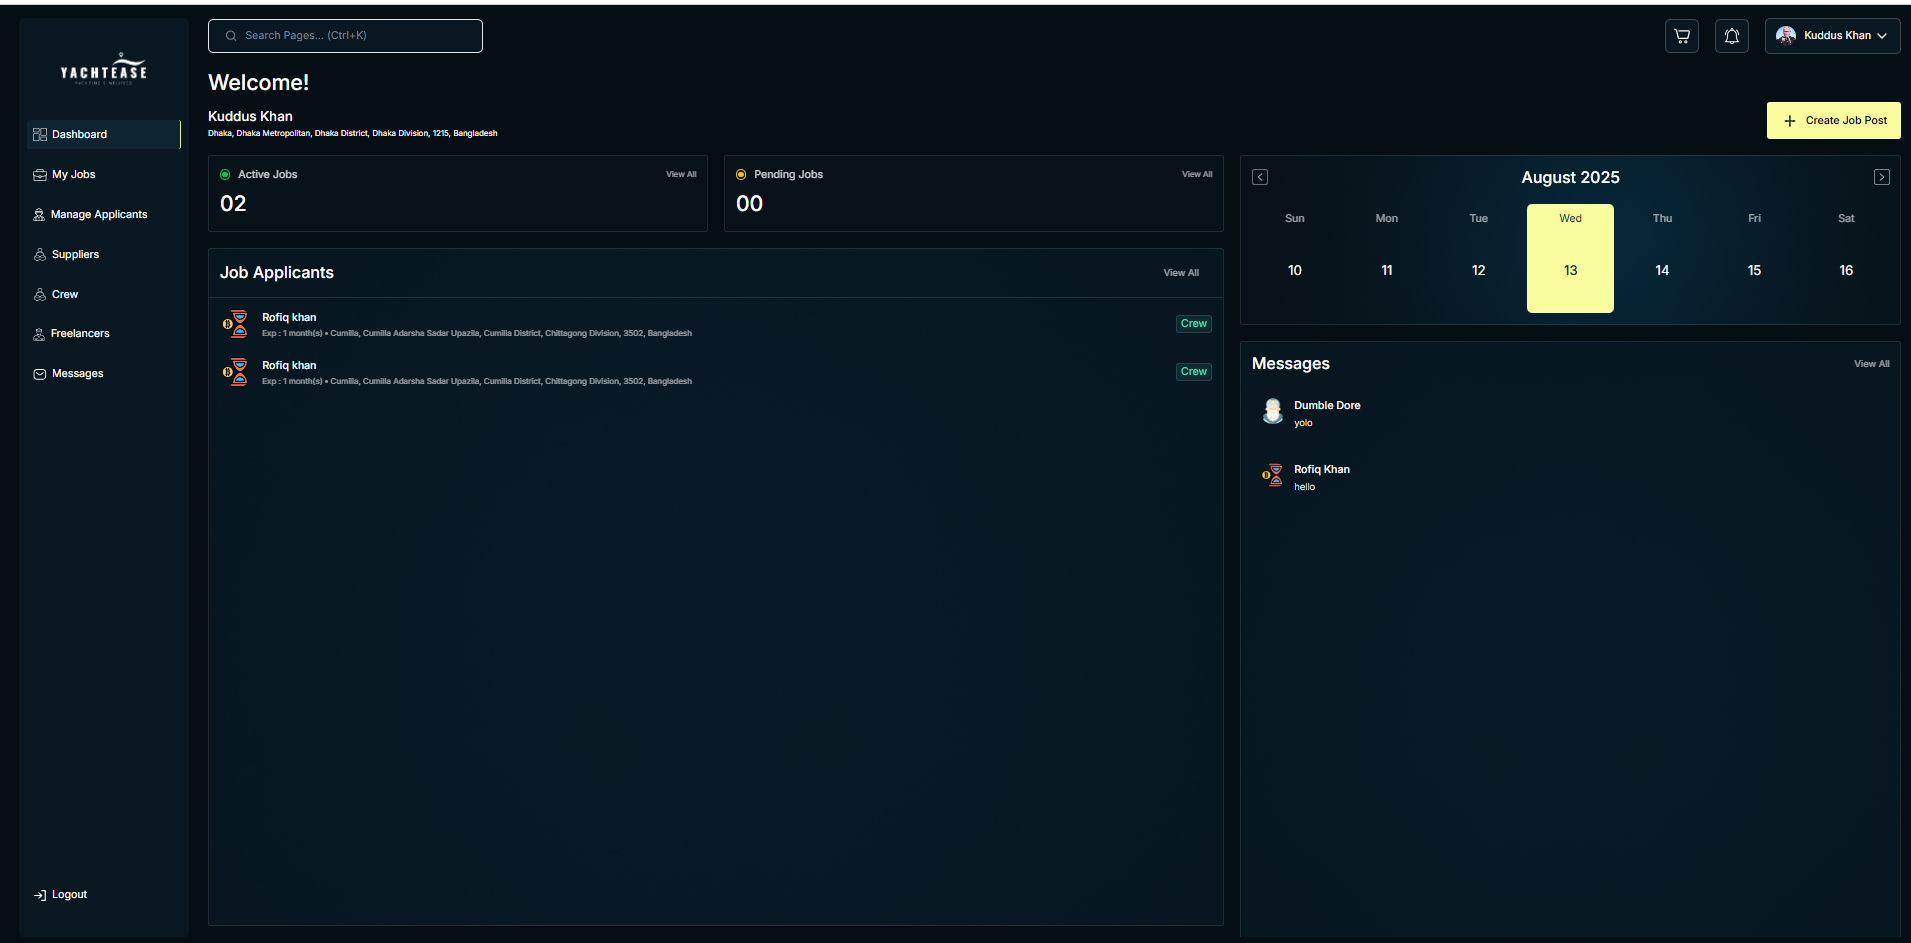 YACHTEASE
Dashboard
My Jobs
Manage Applicants
Suppliers
Crew
Freelancers
Messages
Logout
Search Pages... (Ctrl+K)
Kuddus Khan
Welcome!
Kuddus Khan
Dhaka, Dhaka Metropolitan, Dhaka District, Dhaka Division, 1215, Bangladesh
Create Job Post
Active Jobs View All
02
Pending Jobs View All
00
Job Applicants View All
Rofiq khan
Exp : 1 month(s) • Cumilla, Cumilla Adarsha Sadar Upazila, Cumilla District, Chittagong Division, 3502, Bangladesh
Crew
Rofiq khan
Exp : 1 month(s) • Cumilla, Cumilla Adarsha Sadar Upazila, Cumilla District, Chittagong Division, 3502, Bangladesh
Crew
August 2025
Sun Mon Tue Wed Thu Fri Sat
10 11 12 13 14 15 16
Messages View All
Dumble Dore
yolo
Rofiq Khan
hello